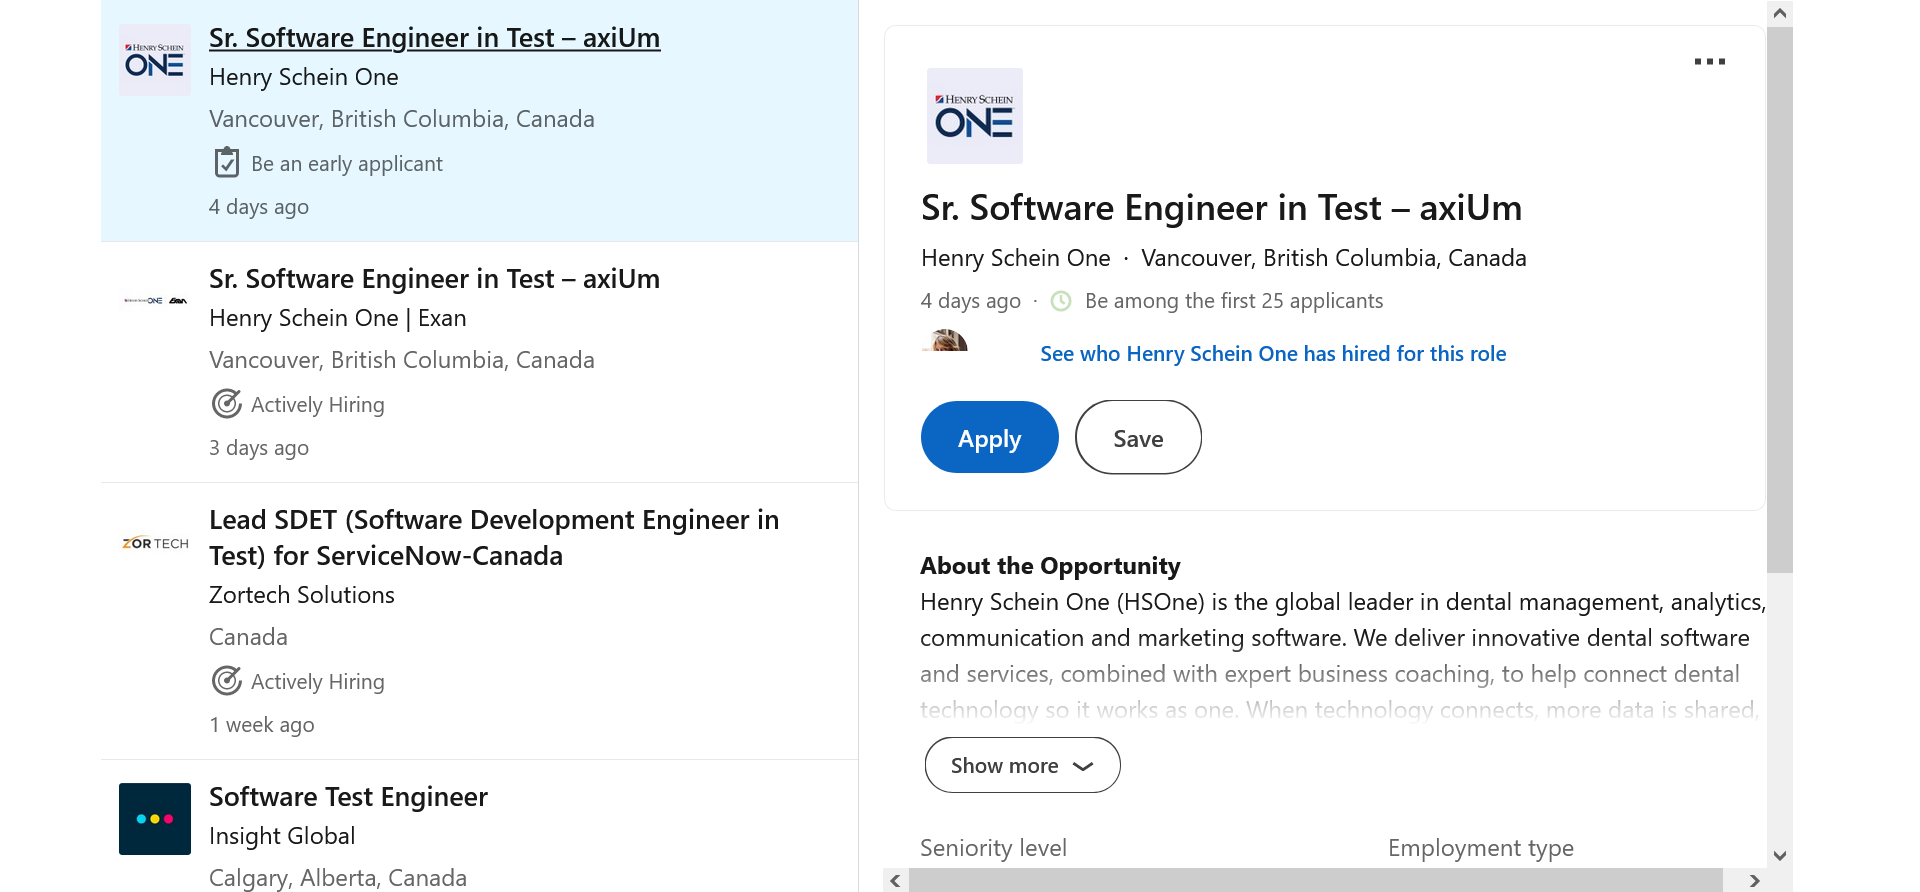 HENRY SCHEIN
ONE
Sr. Software Engineer in Test – axiUm
Henry Schein One
Vancouver, British Columbia, Canada
Be an early applicant
4 days ago
ONE
Sr. Software Engineer in Test – axiUm
Henry Schein One | Exan
Vancouver, British Columbia, Canada
Actively Hiring
3 days ago
ZOR TECH
Lead SDET (Software Development Engineer in
Test) for ServiceNow-Canada
Zortech Solutions
Canada
Actively Hiring
1 week ago
Software Test Engineer
Insight Global
Calgary, Alberta, Canada
HENRY SCHEIN
ONE
Sr. Software Engineer in Test – axiUm
Henry Schein One · Vancouver, British Columbia, Canada
4 days ago · Be among the first 25 applicants
See who Henry Schein One has hired for this role
Apply Save
About the Opportunity
Henry Schein One (HSOne) is the global leader in dental management, analytics,
communication and marketing software. We deliver innovative dental software
and services, combined with expert business coaching, to help connect dental
technology so it works as one. When technology connects, more data is shared,
Show more
Seniority level Employment type